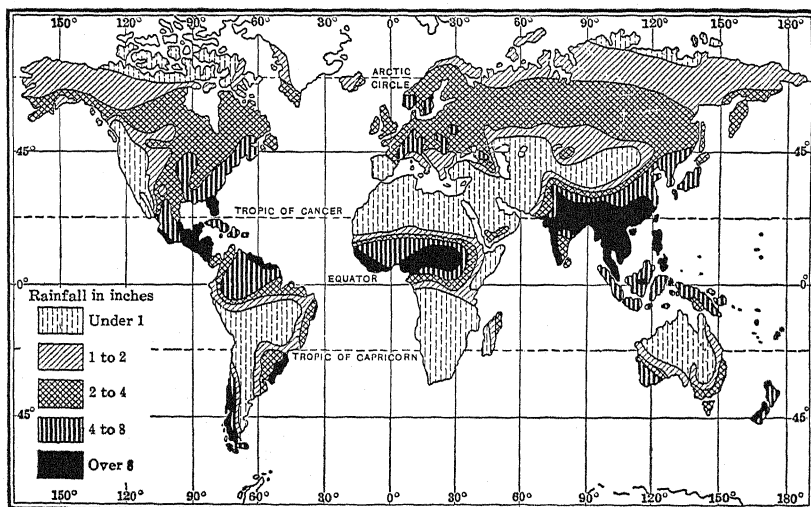 150° 120° 90° 60° 30° 0° 30° 60° 90° 120° 150° 180°
ARCTIC
CIRCLE
45° 45°
TROPIC OF CANCER
0° EQUATOR 0°
Rainfall in inches
Under 1
1 to 2
TROPIC OF CAPRICORN
2 to 4
45° 45°
4 to 8
Over 8
150° 120° 90° 60° 30° 0° 30° 60° 90° 120° 150° 180°